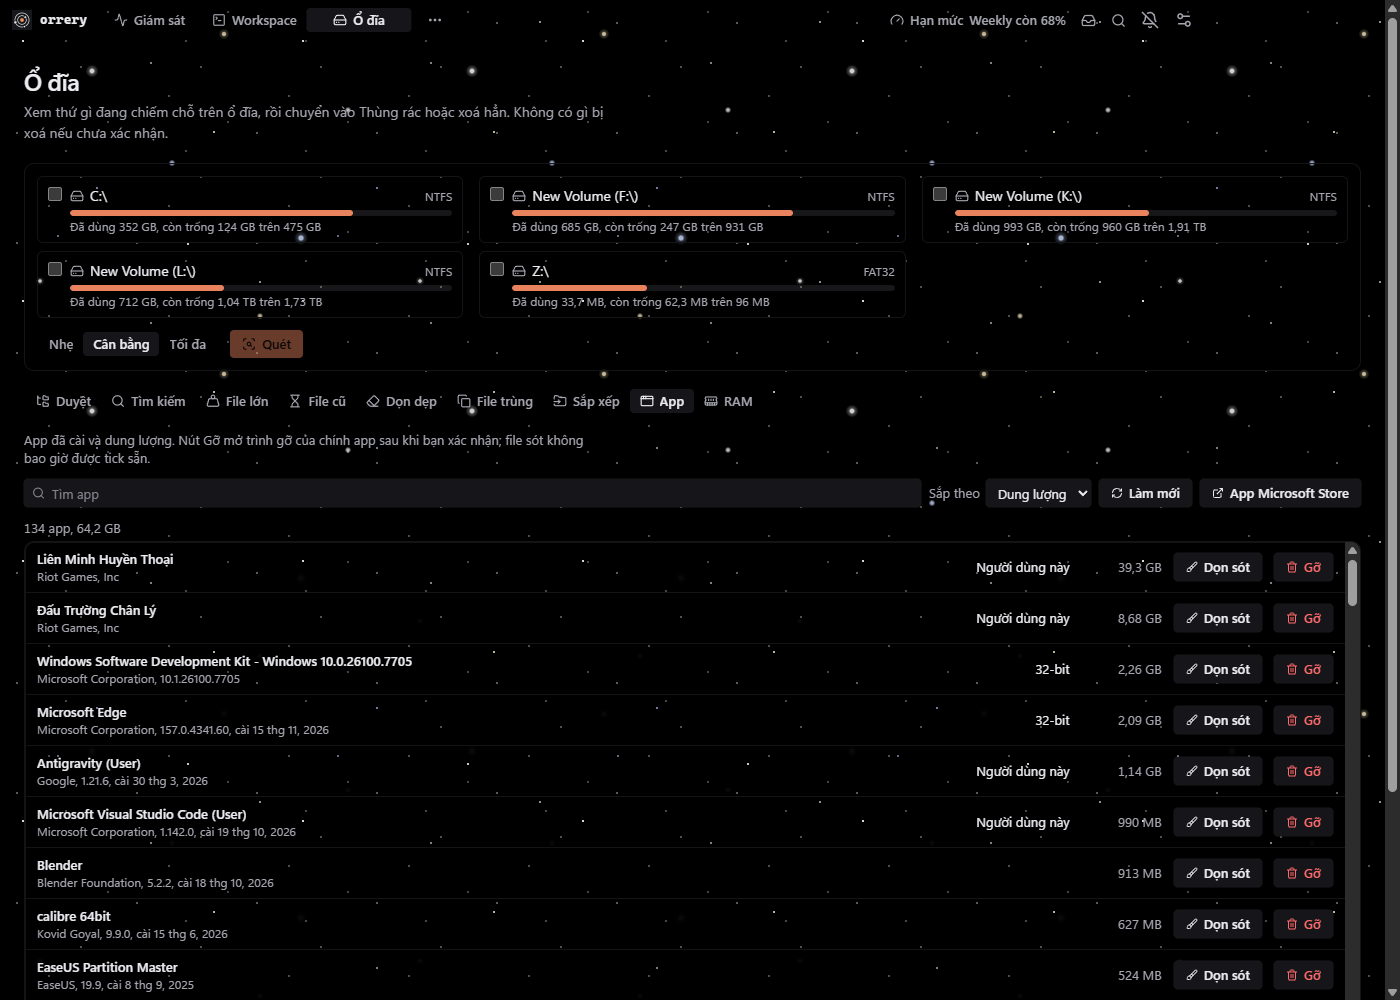 orrery
Giám sát
Workspace
Ổ đĩa
Hạn mức Weekly còn 68%
Ổ đĩa
Xem thứ gì đang chiếm chỗ trên ổ đĩa, rồi chuyển vào Thùng rác hoặc xoá hẳn. Không có gì bị
xoá nếu chưa xác nhận.
C:\ NTFS
Đã dùng 352 GB, còn trống 124 GB trên 475 GB
New Volume (F:\) NTFS
Đã dùng 685 GB, còn trống 247 GB trên 931 GB
New Volume (K:\) NTFS
Đã dùng 993 GB, còn trống 960 GB trên 1,91 TB
New Volume (L:\) NTFS
Đã dùng 712 GB, còn trống 1,04 TB trên 1,73 TB
Z:\ FAT32
Đã dùng 33,7 MB, còn trống 62,3 MB trên 96 MB
Nhẹ
Cân bằng
Tối đa
Quét
Duyệt
Tìm kiếm
File lớn
File cũ
Dọn dẹp
File trùng
Sắp xếp
App
RAM
App đã cài và dung lượng. Nút Gỡ mở trình gỡ của chính app sau khi bạn xác nhận; file sót không
bao giờ được tick sẵn.
Tìm app
Sắp theo
Dung lượng
Làm mới
App Microsoft Store
134 app, 64,2 GB
Liên Minh Huyền Thoại
Riot Games, Inc
Người dùng này 39,3 GB Dọn sót Gỡ
Đấu Trường Chân Lý
Riot Games, Inc
Người dùng này 8,68 GB Dọn sót Gỡ
Windows Software Development Kit - Windows 10.0.26100.7705
Microsoft Corporation, 10.1.26100.7705
32-bit 2,26 GB Dọn sót Gỡ
Microsoft Edge
Microsoft Corporation, 157.0.4341.60, cài 15 thg 11, 2026
32-bit 2,09 GB Dọn sót Gỡ
Antigravity (User)
Google, 1.21.6, cài 30 thg 3, 2026
Người dùng này 1,14 GB Dọn sót Gỡ
Microsoft Visual Studio Code (User)
Microsoft Corporation, 1.142.0, cài 19 thg 10, 2026
Người dùng này 990 MB Dọn sót Gỡ
Blender
Blender Foundation, 5.2.2, cài 18 thg 10, 2026
913 MB Dọn sót Gỡ
calibre 64bit
Kovid Goyal, 9.9.0, cài 15 thg 6, 2026
627 MB Dọn sót Gỡ
EaseUS Partition Master
EaseUS, 19.9, cài 8 thg 9, 2025
524 MB Dọn sót Gỡ